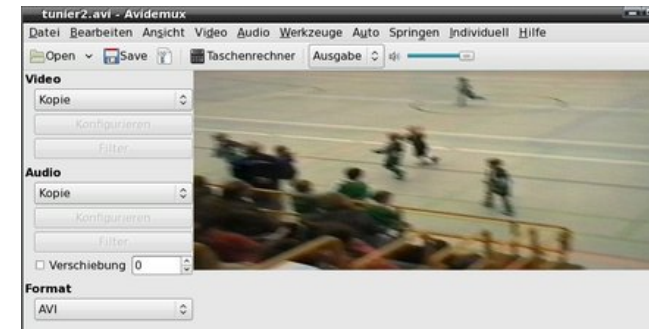 tunier2.avi - Avidemux
Datei Bearbeiten Ansicht Video Audio Werkzeuge Auto Springen Individuell Hilfe
Open Save Taschenrechner Ausgabe
Video
Kopie
Konfigurieren
Filter
Audio
Kopie
Konfigurieren
Filter
Verschiebung 0
Format
AVI